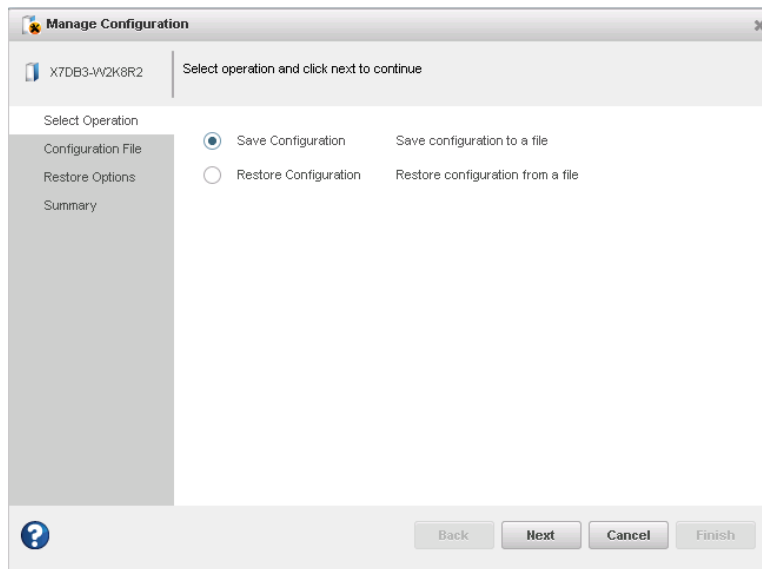 Manage Configuration
X7DB3-W2K8R2
Select operation and click next to continue
Select Operation
Configuration File
Restore Options
Summary
Save Configuration Save configuration to a file
Restore Configuration Restore configuration from a file
?
Back Next Cancel Finish